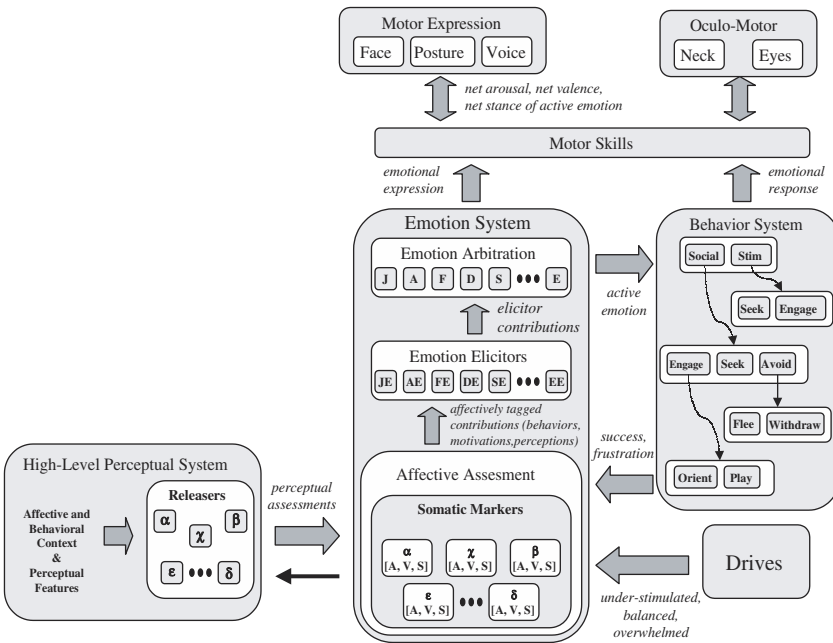 Motor Expression
Face Posture Voice
Oculo-Motor
Neck Eyes
net arousal, net valence,
net stance of active emotion
Motor Skills
emotional
expression
emotional
response
Emotion System
Emotion Arbitration
J A F D S E
elicitor
contributions
Emotion Elicitors
JE AE FE DE SE EE
affectively tagged
contributions (behaviors,
motivations,perceptions)
active
emotion
Behavior System
Social Stim
Seek Engage
Engage Seek Avoid
Flee Withdraw
Orient Play
success,
frustration
High-Level Perceptual System
Affective and
Behavioral
Context
&
Perceptual
Features
Releasers
α β
χ
ε δ
perceptual
assessments
Affective Assesment
Somatic Markers
α χ β
[A, V, S] [A, V, S] [A, V, S]
ε δ
[A, V, S] [A, V, S]
Drives
under-stimulated,
balanced,
overwhelmed